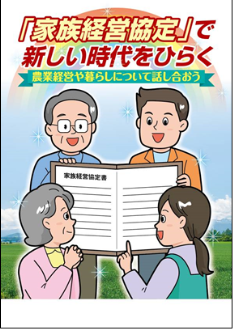 「家族経営協定」で
新しい時代をひらく
農業経営や暮らしについて話し合おう
家族経営協定書